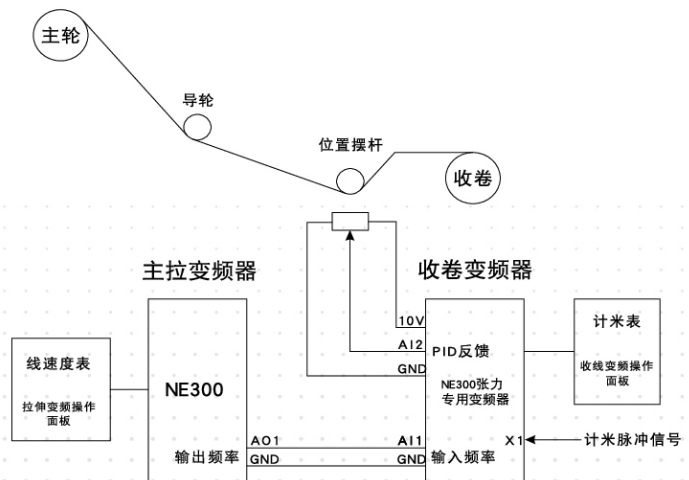 主轮
导轮
位置摆杆
收卷
主拉变频器
收卷变频器
线速度表
拉伸变频操作
面板
NE300
输出频率
AO1
GND
10V
AI2
GND
PID反馈
NE300张力
专用变频器
AI1
GND
输入频率
X1
计米表
收线变频操作
面板
计米脉冲信号